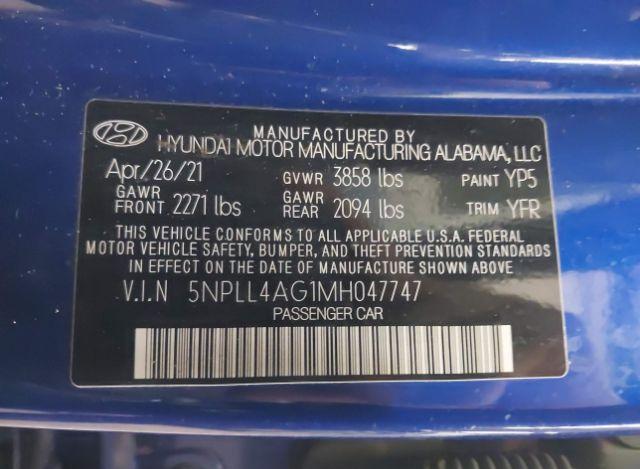 MANUFACTURED BY
HYUNDAI MOTOR MANUFACTURING ALABAMA, LLC
Apr/26/21 GVWR 3858 lbs PAINT YP5
GAWR FRONT 2271 lbs GAWR REAR 2094 lbs TRIM YFR
THIS VEHICLE CONFORMS TO ALL APPLICABLE U.S.A. FEDERAL
MOTOR VEHICLE SAFETY, BUMPER, AND THEFT PREVENTION STANDARDS
IN EFFECT ON THE DATE OF MANUFACTURE SHOWN ABOVE.
V.I.N 5NPLL4AG1MH047747
PASSENGER CAR